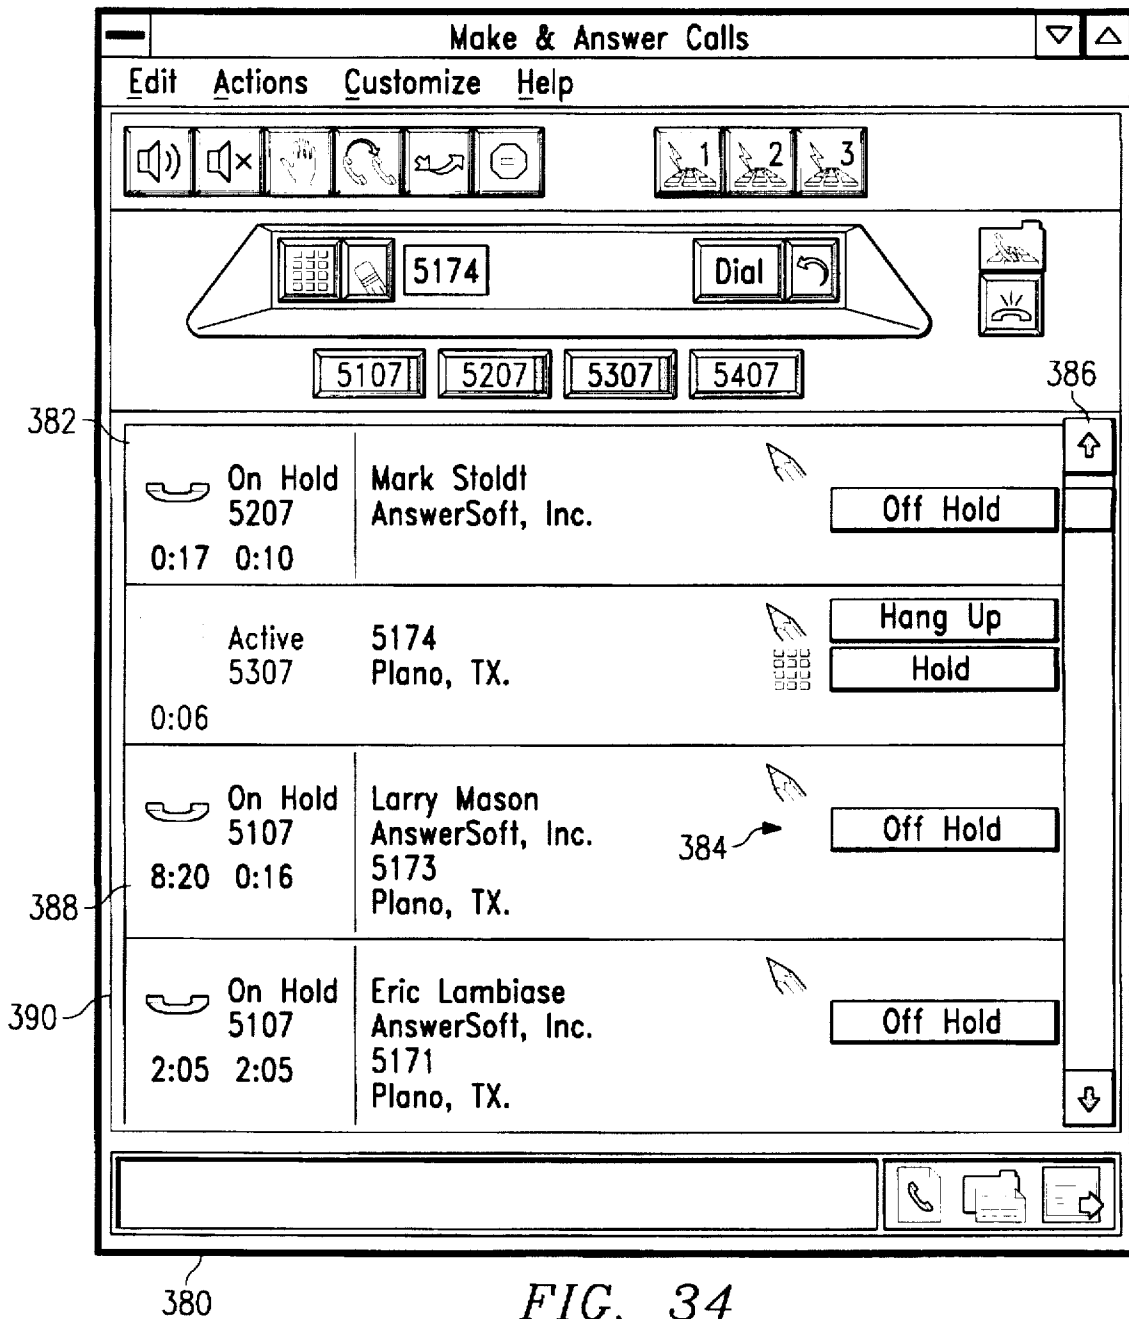 Make & Answer Calls
Edit Actions Customize Help
1 2 3
5174 Dial
5107 5207 5307 5407
386
382
On Hold Mark Stoldt
5207 AnswerSoft, Inc. Off Hold
0:17 0:10
Hang Up
Active 5174
5307 Plano, TX. Hold
0:06
On Hold Larry Mason
5107 AnswerSoft, Inc. 384 Off Hold
8:20 0:16 5173
388 Plano, TX.
On Hold Eric Lambiase
390 5107 AnswerSoft, Inc. Off Hold
2:05 2:05 5171
Plano, TX.
380
FIG. 34